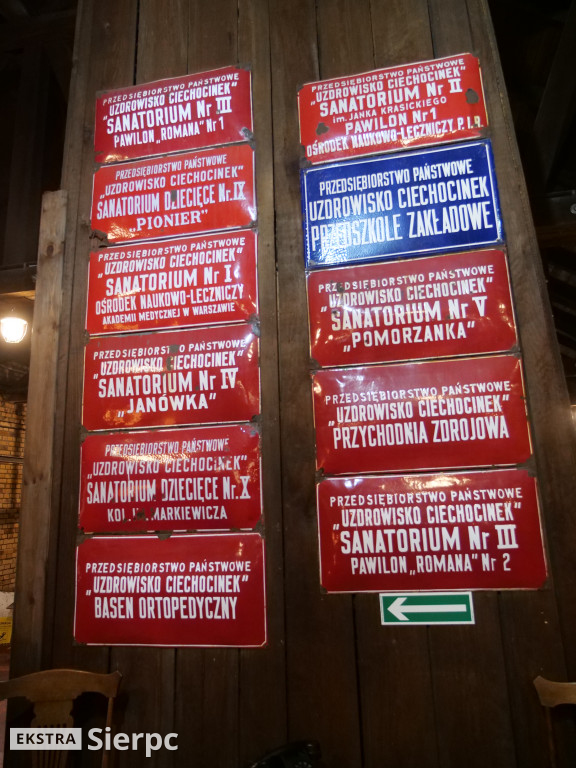 PRZEDSIĘBIORSTWO PAŃSTWOWE
„UZDROWISKO CIECHOCINEK"
SANATORIUM Nr III
PAWILON „ROMANA" Nr 1
PRZEDSIĘBIORSTWO PAŃSTWOWE
„UZDROWISKO CIECHOCINEK"
SANATORIUM DZIECIĘCE Nr IX
„PIONIER"
PRZEDSIĘBIORSTWO PAŃSTWOWE
„UZDROWISKO CIECHOCINEK"
SANATORIUM Nr I
OŚRODEK NAUKOWO-LECZNICZY
AKADEMII MEDYCZNEJ W WARSZAWIE
PRZEDSIĘBIORSTWO PAŃSTWOWE
„UZDROWISKO CIECHOCINEK"
SANATORIUM Nr IV
„JANÓWKA"
PRZEDSIĘBIORSTWO PAŃSTWOWE
„UZDROWISKO CIECHOCINEK"
SANATORIUM DZIECIĘCE Nr X
MARKIEWICZA
PRZEDSIĘBIORSTWO PAŃSTWOWE
„UZDROWISKO CIECHOCINEK"
BASEN ORTOPEDYCZNY
PRZEDSIĘBIORSTWO PAŃSTWOWE
„UZDROWISKO CIECHOCINEK"
SANATORIUM Nr II
im. JANKA KRASICKIEGO
PAWILON Nr 1
OŚRODEK NAUKOWO-LECZNICZY P.I.R.
PRZEDSIĘBIORSTWO PAŃSTWOWE
UZDROWISKO CIECHOCINEK
PRZEDSZKOLE ZAKŁADOWE
PRZEDSIĘBIORSTWO PAŃSTWOWE
„UZDROWISKO CIECHOCINEK"
SANATORIUM Nr V
„POMORZANKA"
PRZEDSIĘBIORSTWO PAŃSTWOWE
„UZDROWISKO CIECHOCINEK"
PRZYCHODNIA ZDROJOWA
PRZEDSIĘBIORSTWO PAŃSTWOWE
„UZDROWISKO CIECHOCINEK"
SANATORIUM Nr III
PAWILON „ROMANA" Nr 2
EKSTRA Sierpc